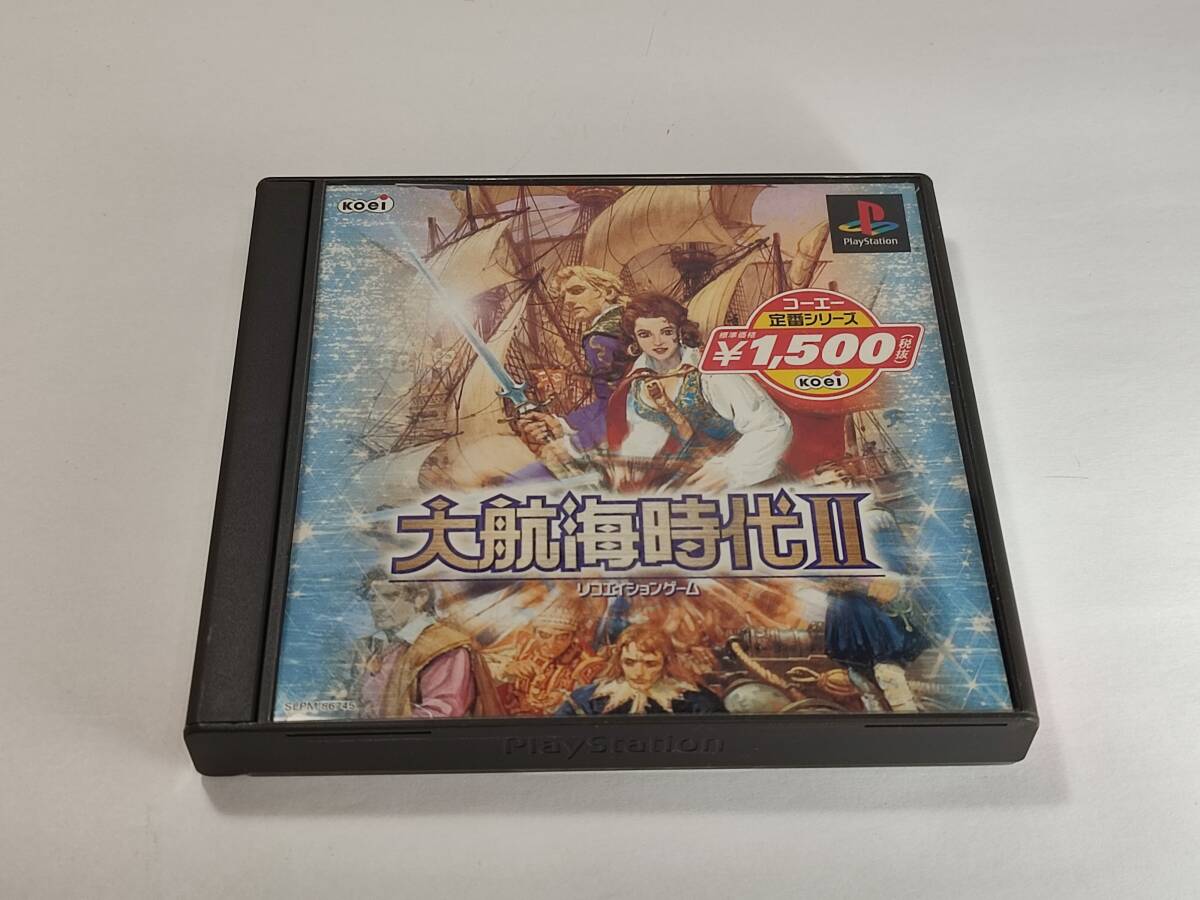 KOEI
PlayStation
コーエー
定番シリーズ
標準価格
¥1,500
(税抜)
KOEI
大航海時代II
リコエイションゲーム
SLPM 86745
PlayStation